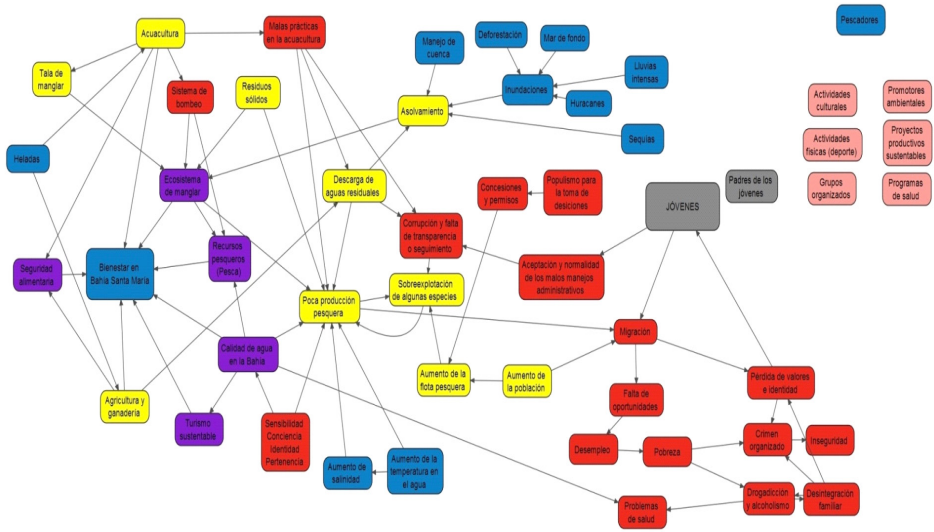 Acuacultura
Malas prácticas
en la acuacultura
Manejo de
cuenca
Deforestación
Mar de fondo
Pescadores
Tala de
manglar
Sistema de
bombeo
Residuos
sólidos
Asolvamiento
Inundaciones
Lluvias
intensas
Huracanes
Actividades
culturales
Promotores
ambientales
Heladas
Sequias
Actividades
físicas (deporte)
Proyectos
productivos
sustentables
Ecosistema
de manglar
Descarga de
aguas residuales
Concesiones
y permisos
Populismo para
la toma de
desiciones
JÓVENES
Padres de los
jóvenes
Grupos
organizados
Programas
de salud
Corrupción y falta
de transparencia
o seguimiento
Seguridad
alimentaria
Bienestar en
Bahía Santa María
Recursos
pesqueros
(Pesca)
Aceptación y normalidad
de los malos manejos
administrativos
Poca producción
pesquera
Sobreexplotación
de algunas especies
Migración
Calidad de agua
en la Bahía
Aumento de la
flota pesquera
Aumento de
la población
Pérdida de valores
e identidad
Agricultura y
ganadería
Turismo
sustentable
Sensibilidad
Conciencia
Identidad
Pertenencia
Falta de
oportunidades
Aumento de
salinidad
Aumento de la
temperatura en
el agua
Desempleo
Pobreza
Crimen
organizado
Inseguridad
Problemas
de salud
Drogadicción
y alcoholismo
Desintegración
familiar